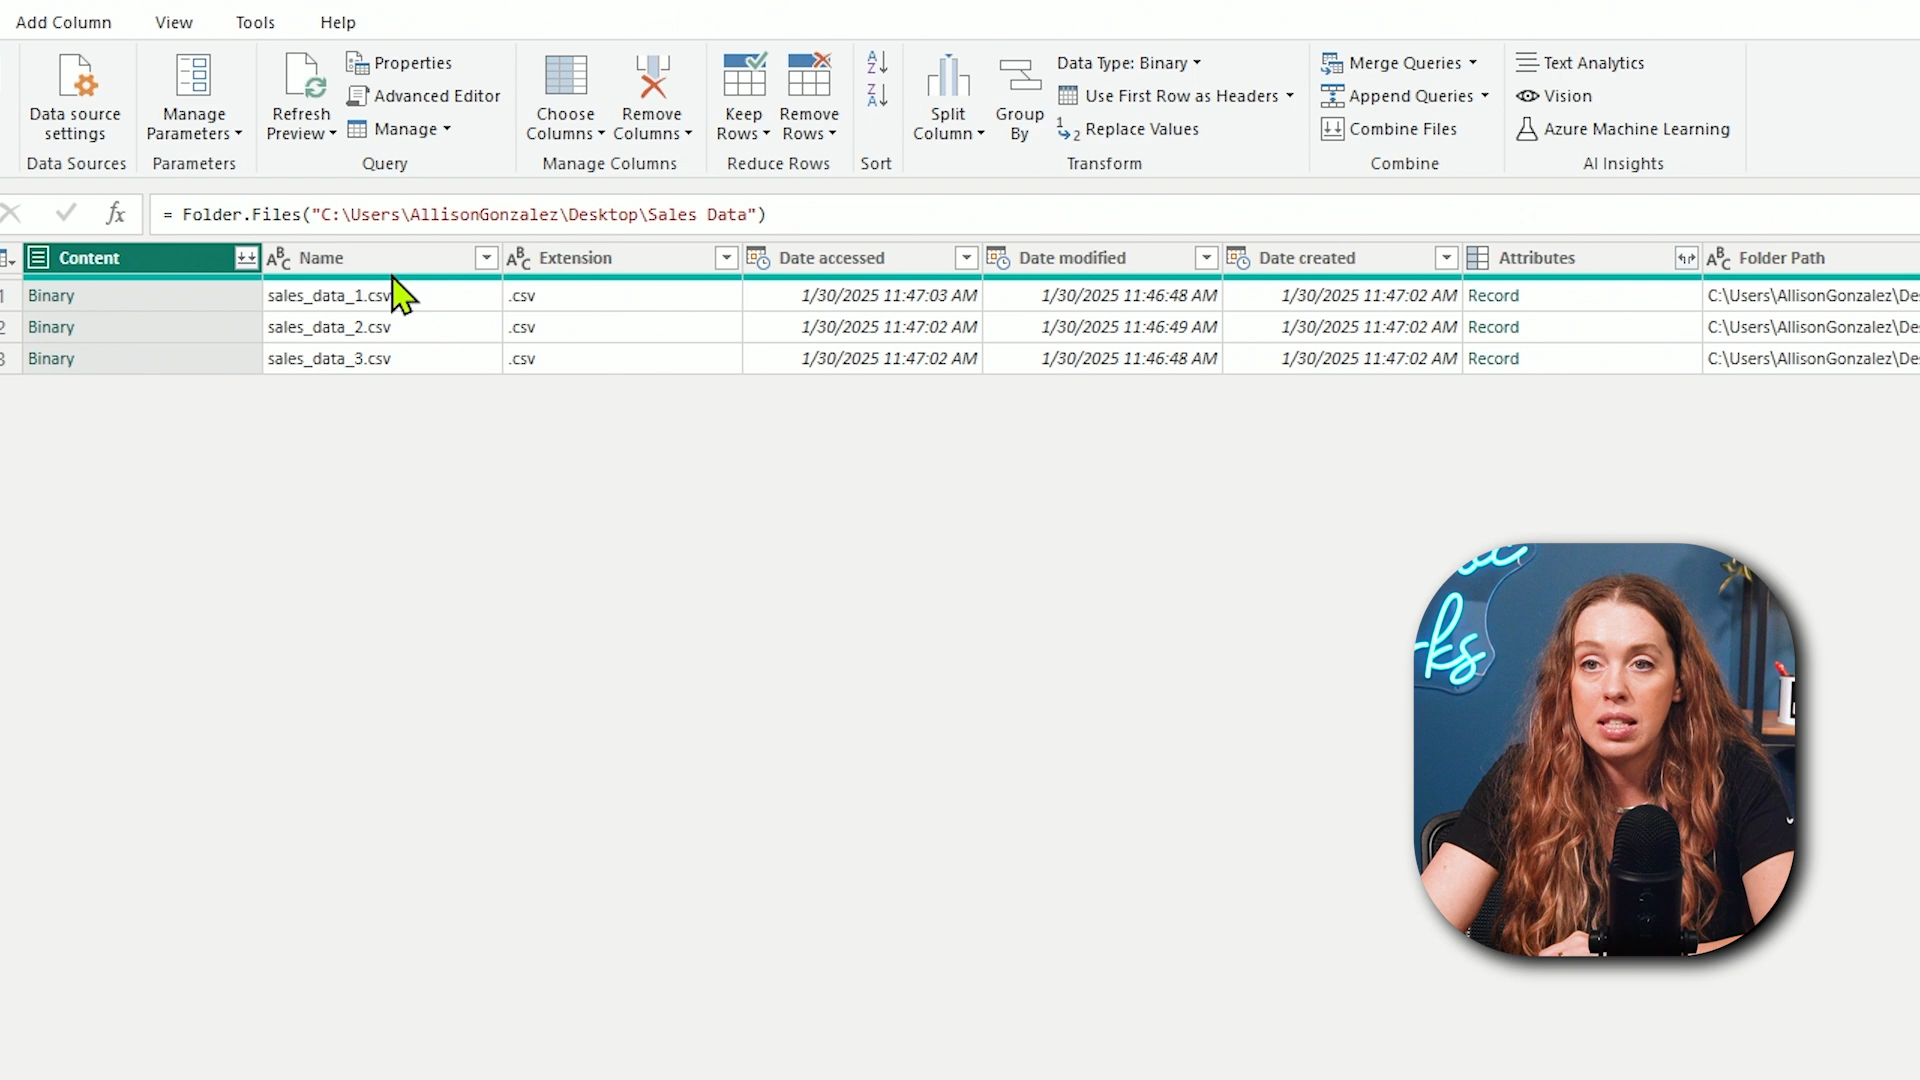 Add Column View Tools Help
Data source settings
Manage Parameters
Refresh Preview
Properties
Advanced Editor
Manage
Choose Columns
Remove Columns
Keep Rows
Remove Rows
Split Column
Group By
Data Type: Binary
Use First Row as Headers
Replace Values
Merge Queries
Append Queries
Combine Files
Text Analytics
Vision
Azure Machine Learning
Data Sources Parameters Query Manage Columns Reduce Rows Sort Transform Combine AI Insights
fx = Folder.Files("C:\Users\AllisonGonzalez\Desktop\Sales Data")
Content Name Extension Date accessed Date modified Date created Attributes Folder Path
1 Binary sales_data_1.csv .csv 1/30/2025 11:47:03 AM 1/30/2025 11:46:48 AM 1/30/2025 11:47:02 AM Record C:\Users\AllisonGonzalez\De
2 Binary sales_data_2.csv .csv 1/30/2025 11:47:02 AM 1/30/2025 11:46:49 AM 1/30/2025 11:47:02 AM Record C:\Users\AllisonGonzalez\De
3 Binary sales_data_3.csv .csv 1/30/2025 11:47:02 AM 1/30/2025 11:46:48 AM 1/30/2025 11:47:02 AM Record C:\Users\AllisonGonzalez\De